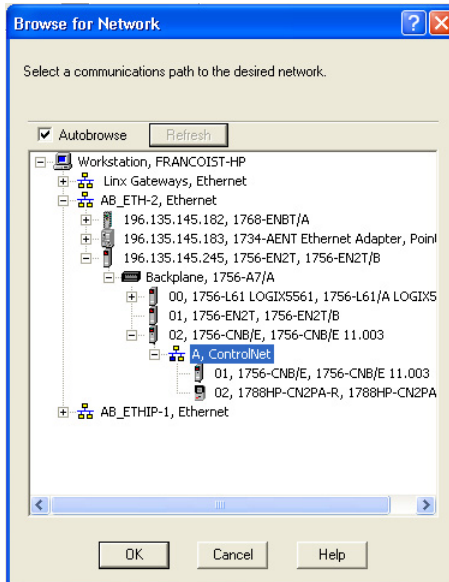 Browse for Network
Select a communications path to the desired network.
Autobrowse
Refresh
Workstation, FRANCOIST-HP
Linx Gateways, Ethernet
AB_ETH-2, Ethernet
196.135.145.182, 1768-ENBT/A
196.135.145.183, 1734-AENT Ethernet Adapter, Poin
196.135.145.245, 1756-EN2T, 1756-EN2T/B
Backplane, 1756-A7/A
00, 1756-L61 LOGIX5561, 1756-L61/A LOGIX5
01, 1756-EN2T, 1756-EN2T/B
02, 1756-CNB/E, 1756-CNB/E 11.003
A, ControlNet
01, 1756-CNB/E, 1756-CNB/E 11.003
02, 1788HP-CN2PA-R, 1788HP-CN2PA
AB_ETHIP-1, Ethernet
OK Cancel Help